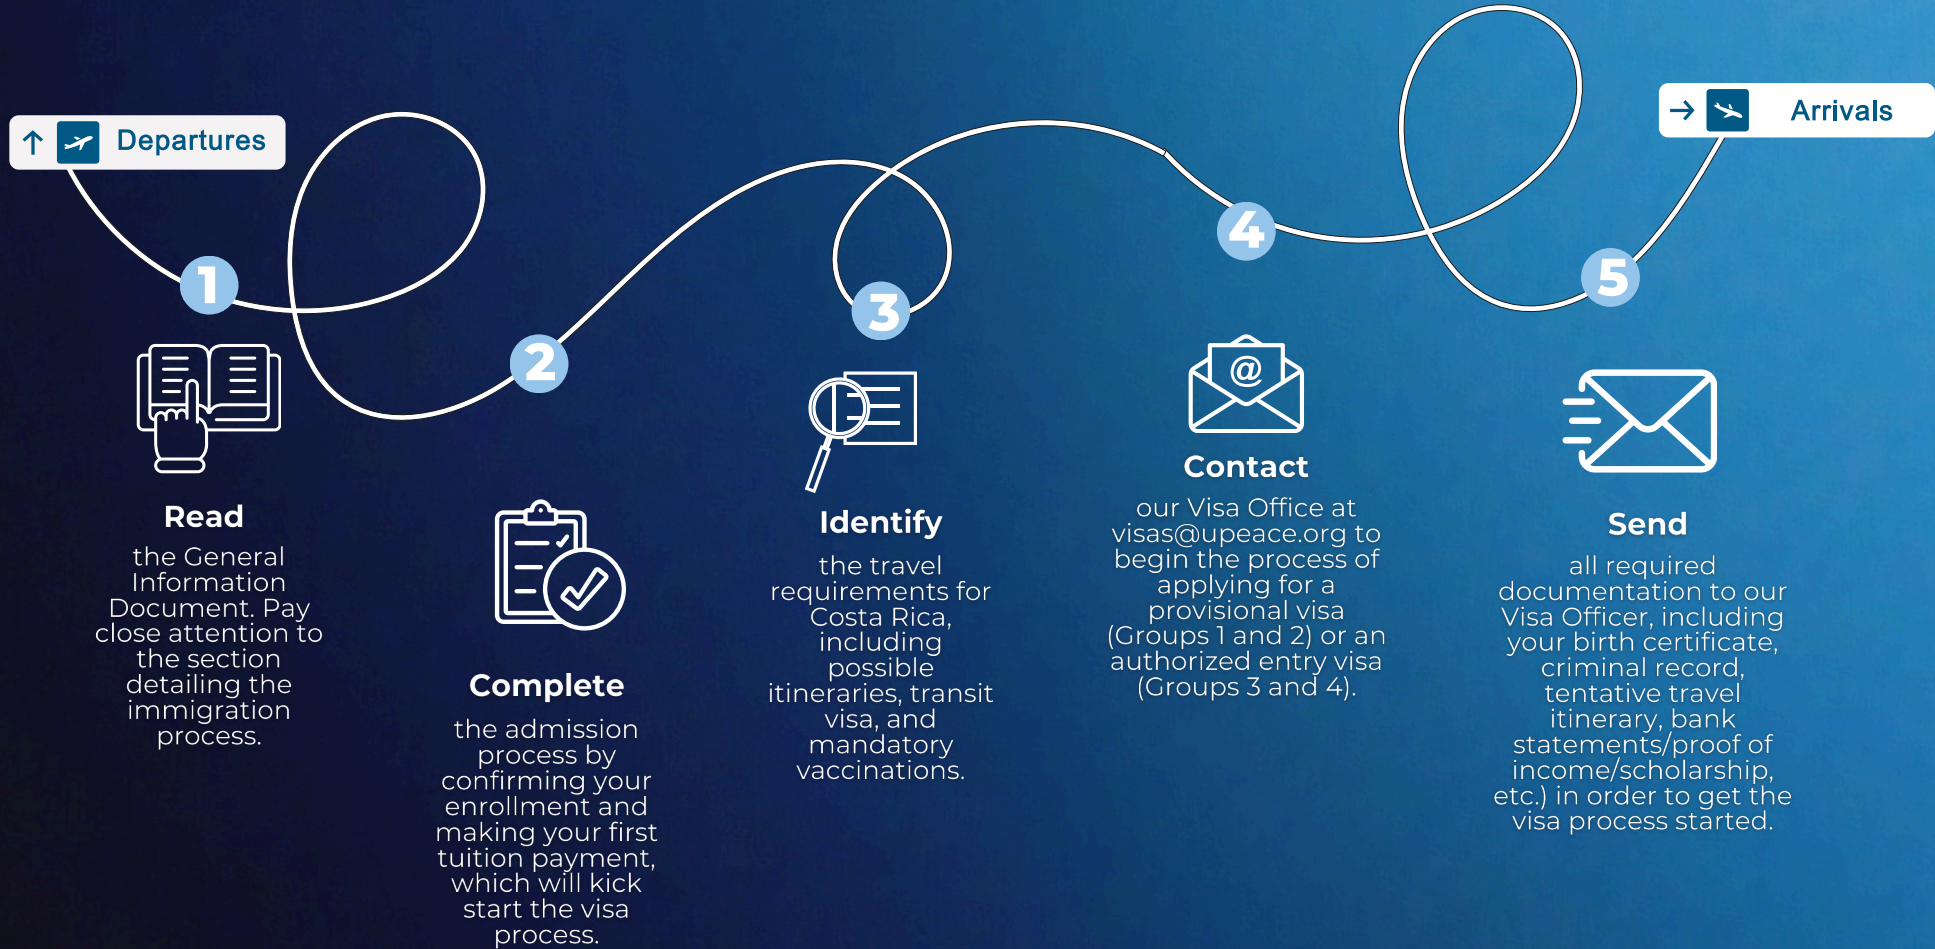 Departures
Arrivals
1
Read
the General
Information
Document. Pay
close attention to
the section
detailing the
immigration
process.
2
Complete
the admission
process by
confirming your
enrollment and
making your first
tuition payment,
which will kick
start the visa
process.
3
Identify
the travel
requirements for
Costa Rica,
including
possible
itineraries, transit
visa, and
mandatory
vaccinations.
4
@
Contact
our Visa Office at
visas@upeace.org to
begin the process of
applying for a
provisional visa
(Groups 1 and 2) or an
authorized entry visa
(Groups 3 and 4).
5
Send
all required
documentation to our
Visa Officer, including
your birth certificate,
criminal record,
tentative travel
itinerary, bank
statements/proof of
income/scholarship,
etc.) in order to get the
visa process started.